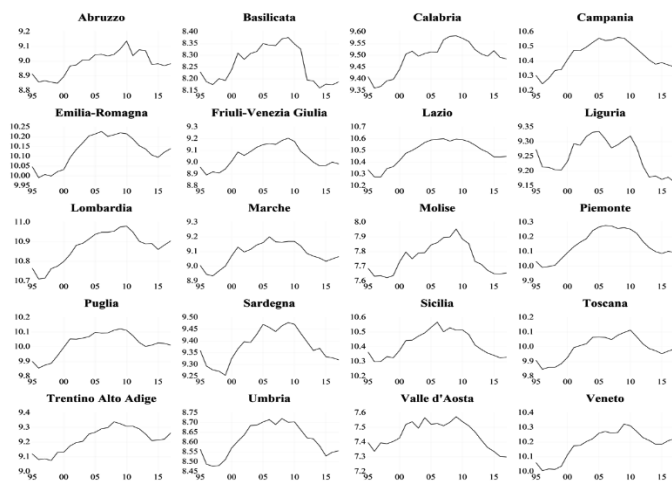 Abruzzo
9.2
9.1
9.0
8.9
8.8
95 00 05 10 15
Basilicata
8.40
8.35
8.30
8.25
8.20
8.15
95 00 05 10 15
Calabria
9.60
9.55
9.50
9.45
9.40
9.35
95 00 05 10 15
Campania
10.6
10.5
10.4
10.3
10.2
95 00 05 10 15
Emilia-Romagna
10.25
10.20
10.15
10.10
10.05
10.00
9.95
95 00 05 10 15
Friuli-Venezia Giulia
9.3
9.2
9.1
9.0
8.9
8.8
95 00 05 10 15
Lazio
10.7
10.6
10.5
10.4
10.3
10.2
95 00 05 10 15
Liguria
9.35
9.30
9.25
9.20
9.15
95 00 05 10 15
Lombardia
11.0
10.9
10.8
10.7
95 00 05 10 15
Marche
9.3
9.2
9.1
9.0
8.9
95 00 05 10 15
Molise
8.0
7.9
7.8
7.7
7.6
95 00 05 10 15
Piemonte
10.3
10.2
10.1
10.0
9.9
95 00 05 10 15
Puglia
10.2
10.1
10.0
9.9
9.8
95 00 05 10 15
Sardegna
9.50
9.45
9.40
9.35
9.30
9.25
95 00 05 10 15
Sicilia
10.6
10.5
10.4
10.3
95 00 05 10 15
Toscana
10.2
10.1
10.0
9.9
9.8
95 00 05 10 15
Trentino Alto Adige
9.4
9.3
9.2
9.1
9.0
95 00 05 10 15
Umbria
8.75
8.70
8.65
8.60
8.55
8.50
8.45
95 00 05 10 15
Valle d'Aosta
7.6
7.5
7.4
7.3
7.2
95 00 05 10 15
Veneto
10.4
10.3
10.2
10.1
10.0
95 00 05 10 15